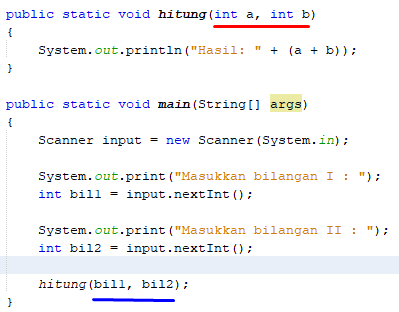 public static void hitung(int a, int b)
{
    System.out.println("Hasil: " + (a + b));
}
public static void main(String[] args)
{
    Scanner input = new Scanner(System.in);
    System.out.print("Masukkan bilangan I : ");
    int bil1 = input.nextInt();
    System.out.print("Masukkan bilangan II : ");
    int bil2 = input.nextInt();
    hitung(bil1, bil2);
}